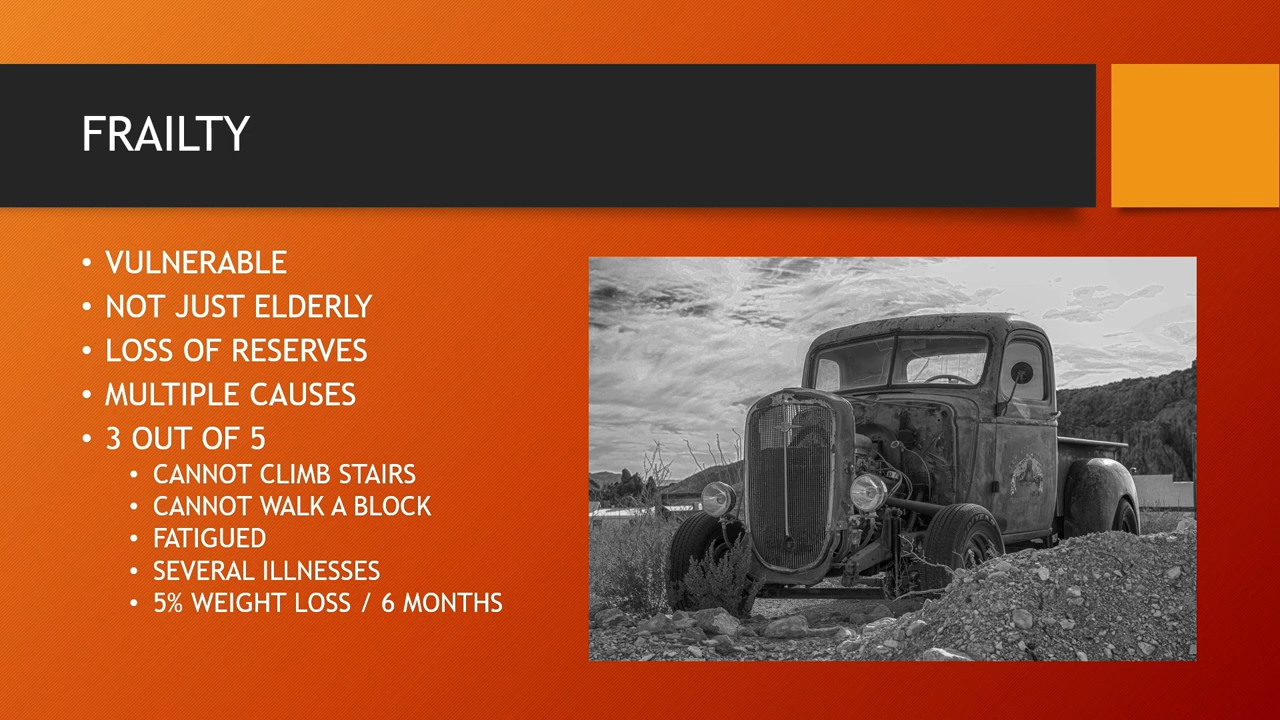 FRAILTY
• VULNERABLE
• NOT JUST ELDERLY
• LOSS OF RESERVES
• MULTIPLE CAUSES
• 3 OUT OF 5
• CANNOT CLIMB STAIRS
• CANNOT WALK A BLOCK
• FATIGUED
• SEVERAL ILLNESSES
• 5% WEIGHT LOSS / 6 MONTHS